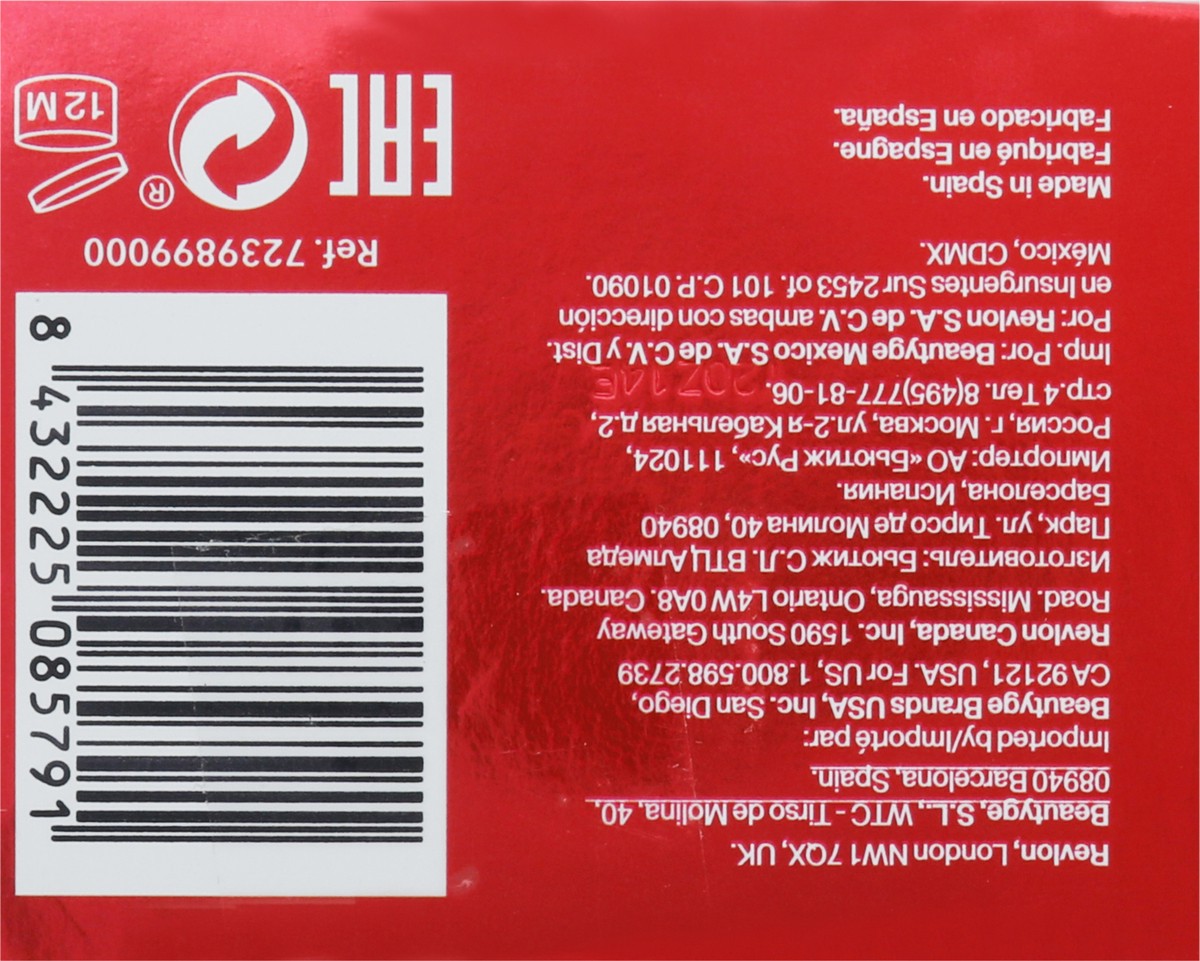 Revlon, London NW1 7QX, UK.
Beautyge, S.L., WTC - Tirso de Molina, 40,
08940 Barcelona, Spain.
Imported by/Importé par:
Beautyge Brands USA, Inc. San Diego,
CA 92121, USA. For US, 1.800.598.2739
Revlon Canada, Inc. 1590 South Gateway
Road. Mississauga, Ontario L4W 0A8. Canada.
Изготовитель: Бьютиж С.Л. ВТЦ Алмеда
Парк, ул. Тирсо де Молина 40, 08940
Барселона, Испания.
Импортер: АО «Бьютиж Рус», 111024,
Россия, г. Москва, ул.2-я Кабельная д.2,
стр.4 Тел. 8(495)777-81-06.
Imp. Por: Beautyge Mexico S.A. de C.V. y Dist.
Por: Revlon S.A. de C.V. ambas con dirección
en Insurgentes Sur 2453 of. 101 C.P. 01090.
México, CDMX.
Made in Spain.
Fabriqué en Espagne.
Fabricado en España.
8 432225 085791
Ref. 7239899000
EAC
®
12M